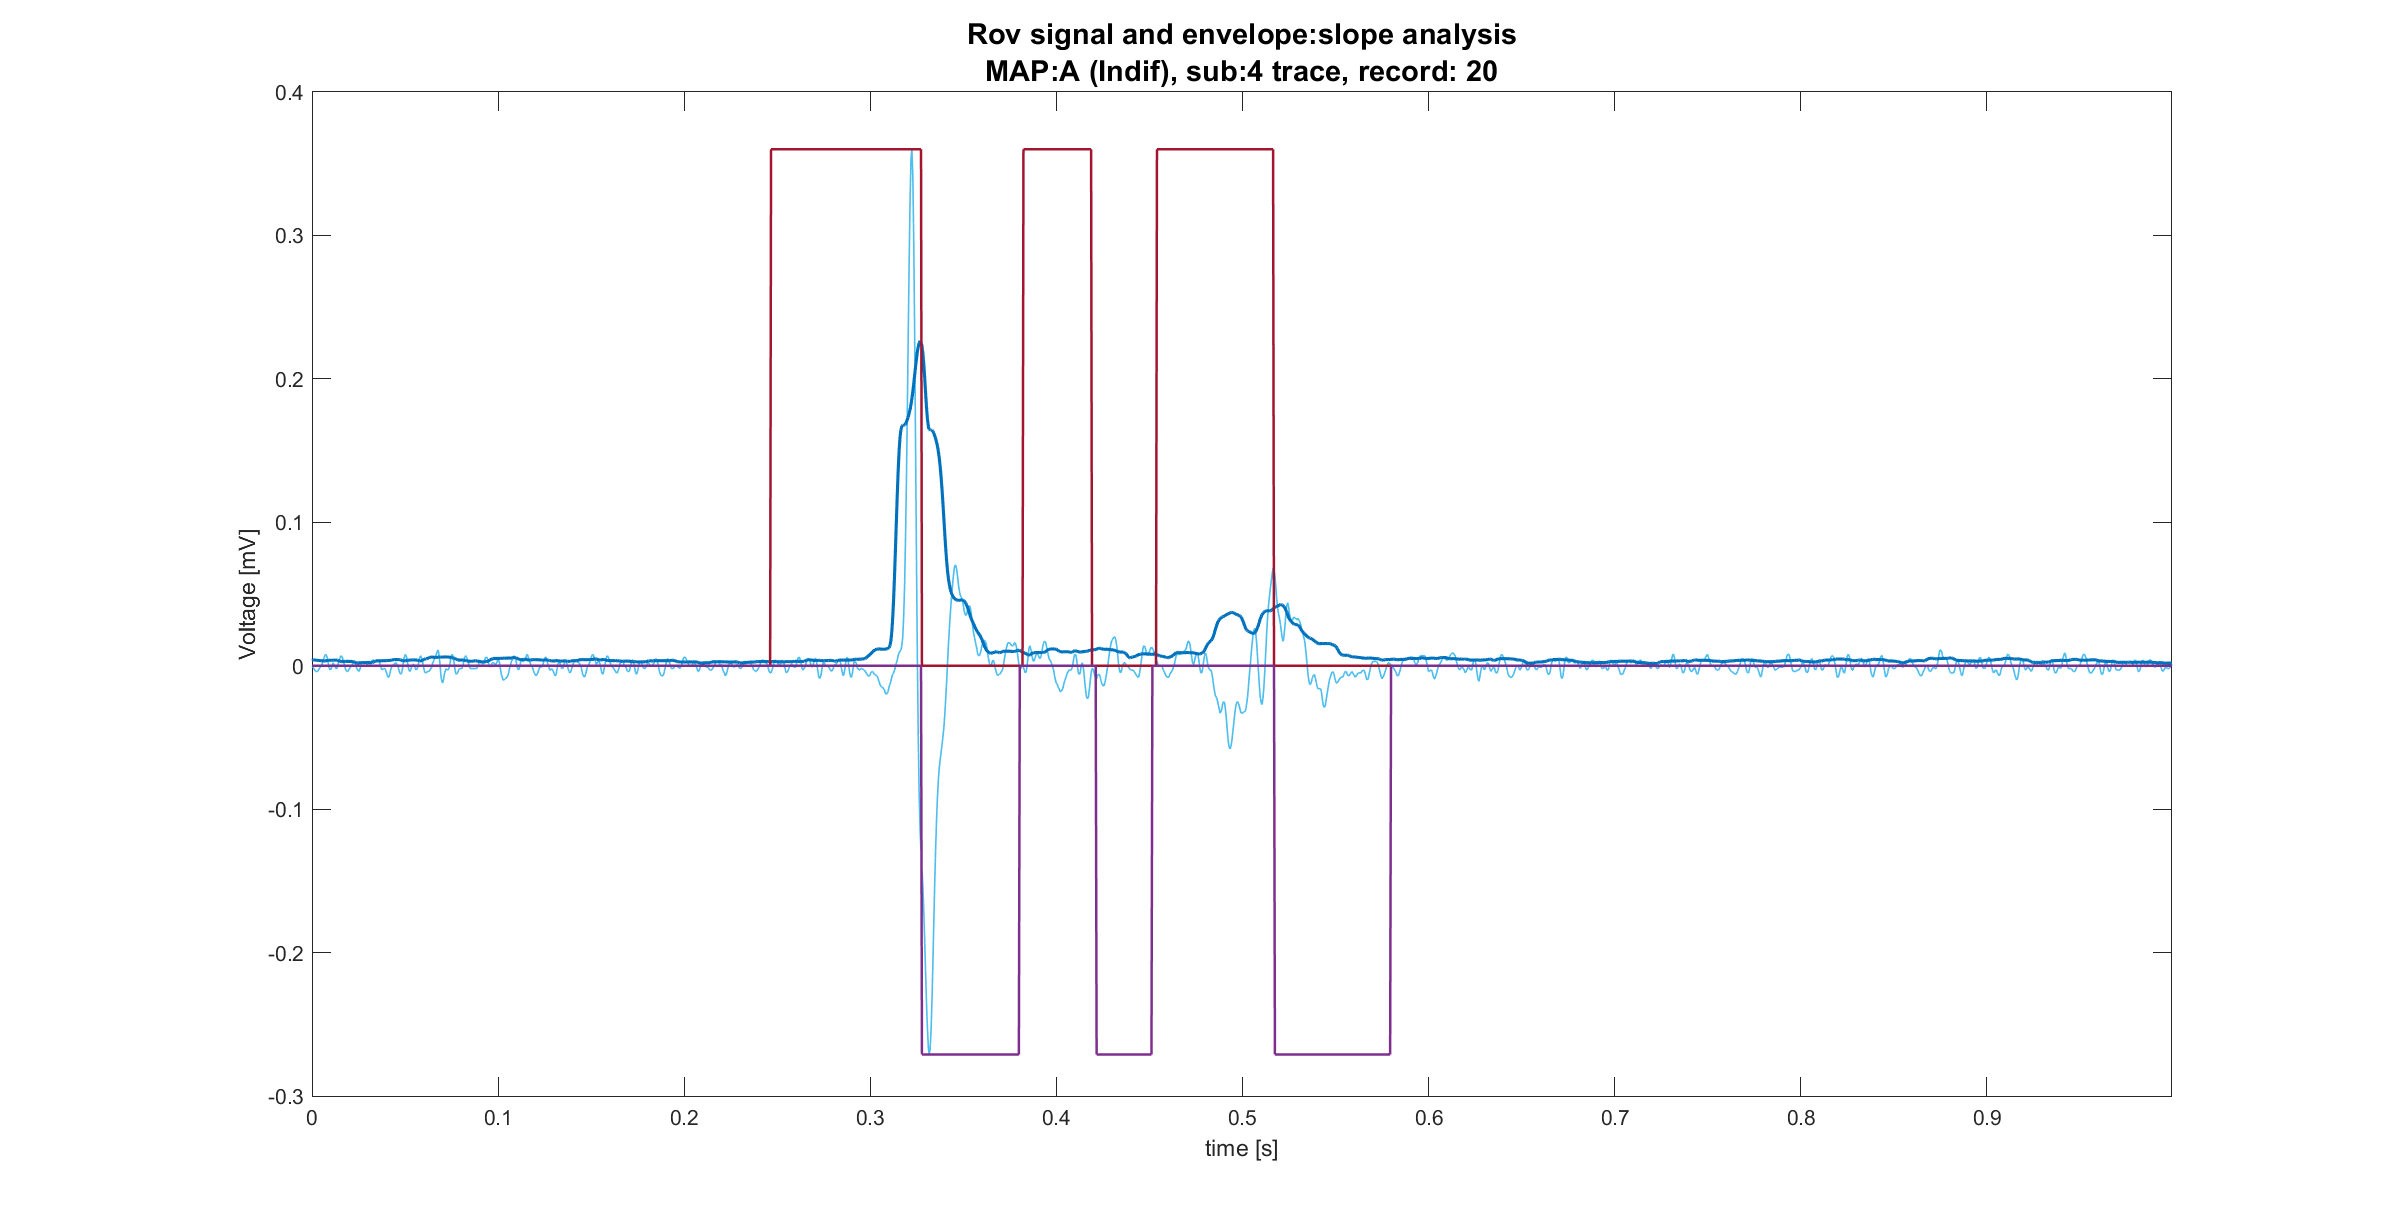 Rov signal and envelope:slope analysis
MAP:A (Indif), sub:4 trace, record: 20
0.4
0.3
0.2
0.1
0
-0.1
-0.2
-0.3
Voltage [mV]
0 0.1 0.2 0.3 0.4 0.5 0.6 0.7 0.8 0.9
time [s]